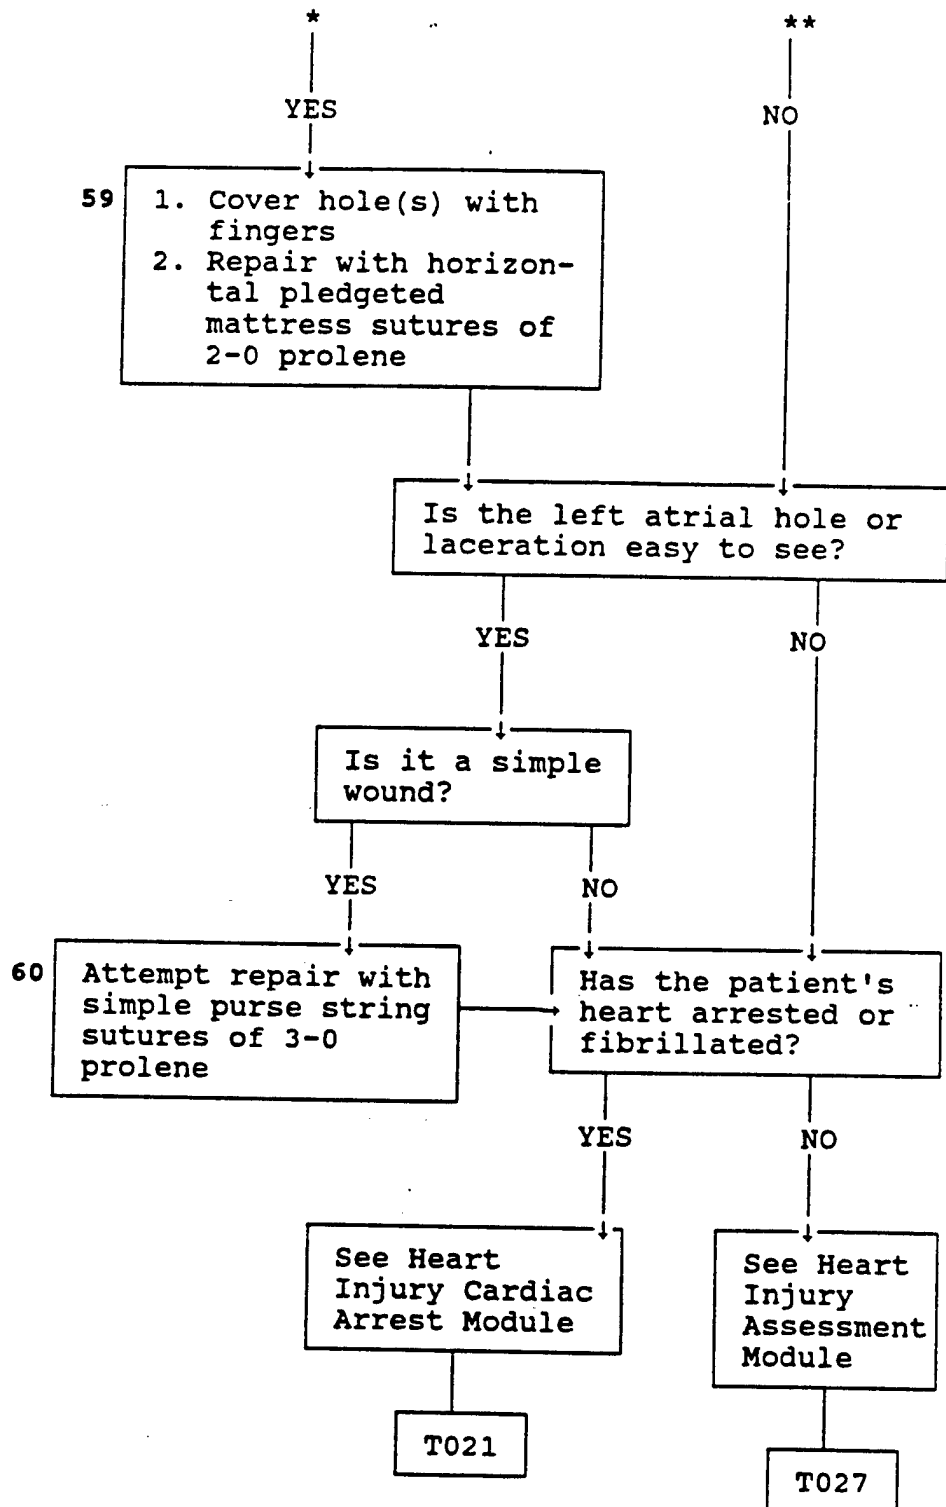 *
**
YES
NO
59
1. Cover hole(s) with
fingers
2. Repair with horizon-
tal pledgeted
mattress sutures of
2-0 prolene
Is the left atrial hole or
laceration easy to see?
YES
NO
Is it a simple
wound?
YES
NO
60
Attempt repair with
simple purse string
sutures of 3-0
prolene
Has the patient's
heart arrested or
fibrillated?
YES
NO
See Heart
Injury Cardiac
Arrest Module
See Heart
Injury
Assessment
Module
T021
T027